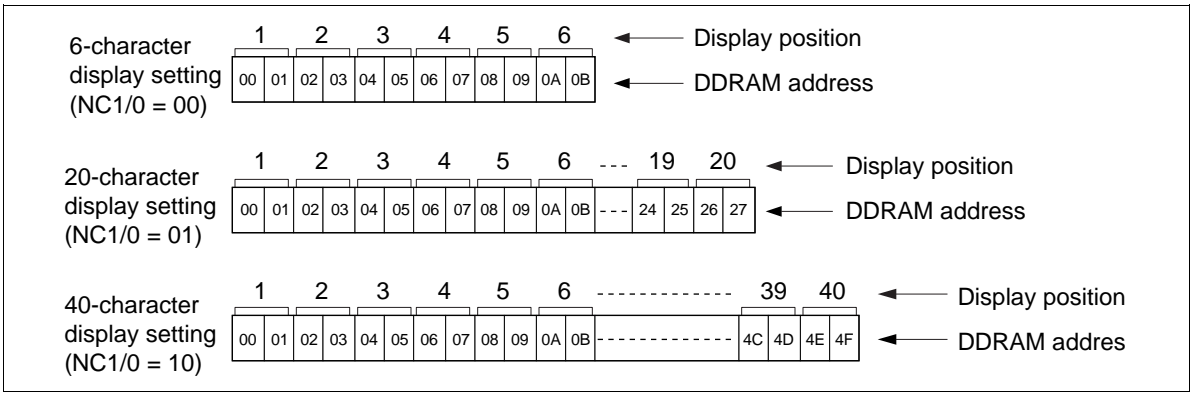 1 2 3 4 5 6 Display position
6-character
display setting
(NC1/0 = 00)
00 01 02 03 04 05 06 07 08 09 0A 0B DDRAM address
1 2 3 4 5 6 --- 19 20 Display position
20-character
display setting
(NC1/0 = 01)
00 01 02 03 04 05 06 07 08 09 0A 0B --- 24 25 26 27 DDRAM address
1 2 3 4 5 6 ------------- 39 40 Display position
40-character
display setting
(NC1/0 = 10)
00 01 02 03 04 05 06 07 08 09 0A 0B -------------- 4C 4D 4E 4F DDRAM addres